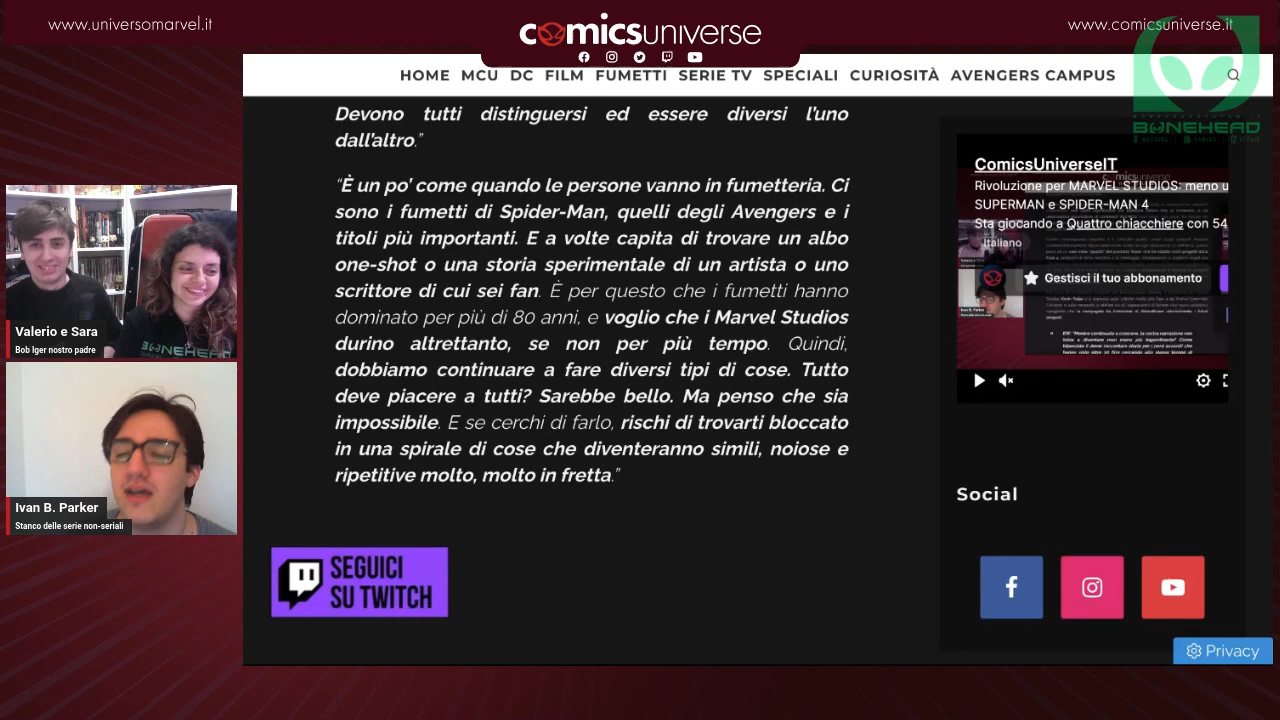 www.universomarvel.it
comicsuniverse
www.comicsuniverse.it
HOME MCU DC FILM FUMETTI SERIE TV SPECIALI CURIOSITÀ AVENGERS CAMPUS
BONEHEAD
Devono tutti distinguersi ed essere diversi l’uno
dall’altro.”
“È un po’ come quando le persone vanno in fumetteria. Ci
sono i fumetti di Spider-Man, quelli degli Avengers e i
titoli più importanti. E a volte capita di trovare un albo
one-shot o una storia sperimentale di un artista o uno
scrittore di cui sei fan. È per questo che i fumetti hanno
dominato per più di 80 anni, e voglio che i Marvel Studios
durino altrettanto, se non per più tempo. Quindi,
dobbiamo continuare a fare diversi tipi di cose. Tutto
deve piacere a tutti? Sarebbe bello. Ma penso che sia
impossibile. E se cerchi di farlo, rischi di trovarti bloccato
in una spirale di cose che diventeranno simili, noiose e
ripetitive molto, molto in fretta.”
SEGUICI
SU TWITCH
ComicsUniverseIT
Rivoluzione per MARVEL STUDIOS: meno u
SUPERMAN e SPIDER-MAN 4
Sta giocando a Quattro chiacchiere con 54
Italiano
Gestisci il tuo abbonamento
Social
Privacy
Valerio e Sara
Bob Iger nostro padre
BONEHEAD
Ivan B. Parker
Stanco delle serie non-seriali